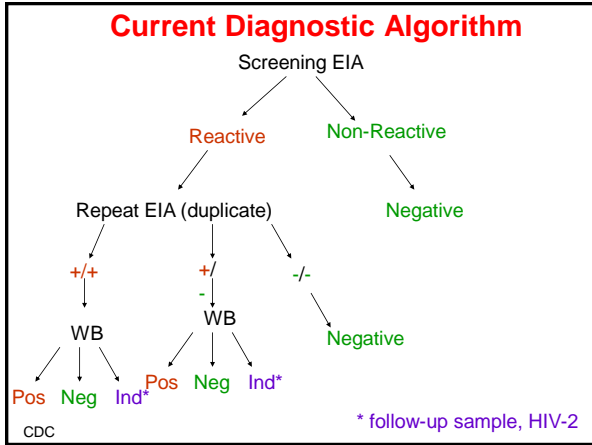 Current Diagnostic Algorithm
Screening EIA
Reactive
Non-Reactive
Repeat EIA (duplicate)
Negative
+/+
+/
-
-/-
WB
WB
Negative
Pos Neg Ind*
Pos Neg Ind*
* follow-up sample, HIV-2
CDC